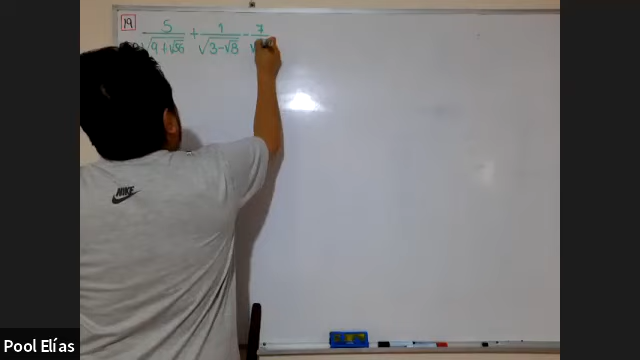 19
5/√(9+√56) + 1/√(3-√8) - 7/√
NIKE
Pool Elías